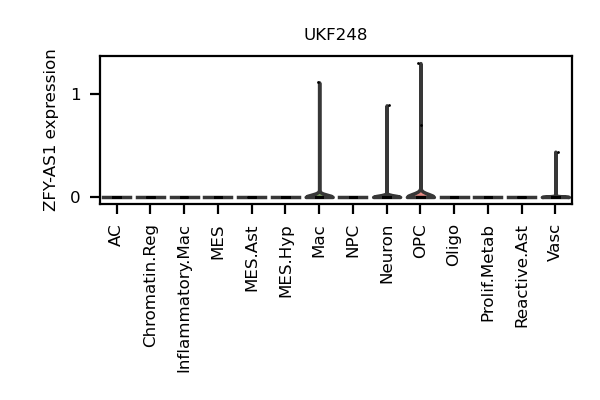 UKF248
ZFY-AS1 expression
1
0
AC
Chromatin.Reg
Inflammatory.Mac
MES
MES.Ast
MES.Hyp
Mac
NPC
Neuron
OPC
Oligo
Prolif.Metab
Reactive.Ast
Vasc